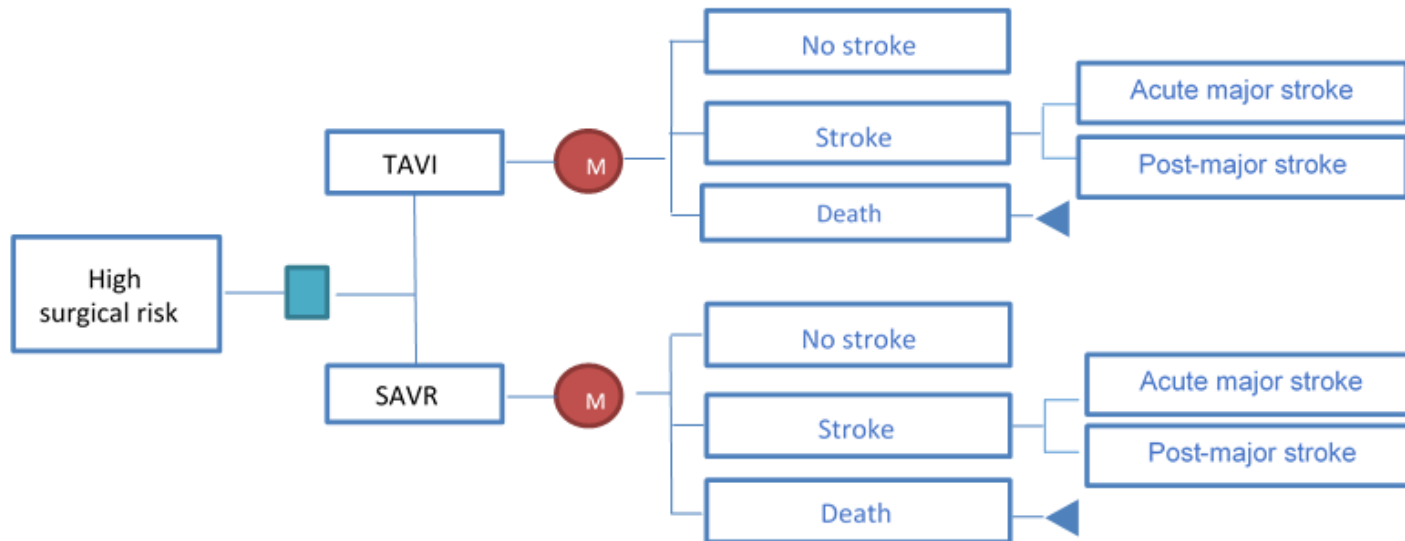 High
surgical risk
TAVI
M
No stroke
Stroke
Acute major stroke
Post-major stroke
Death
SAVR
M
No stroke
Stroke
Acute major stroke
Post-major stroke
Death